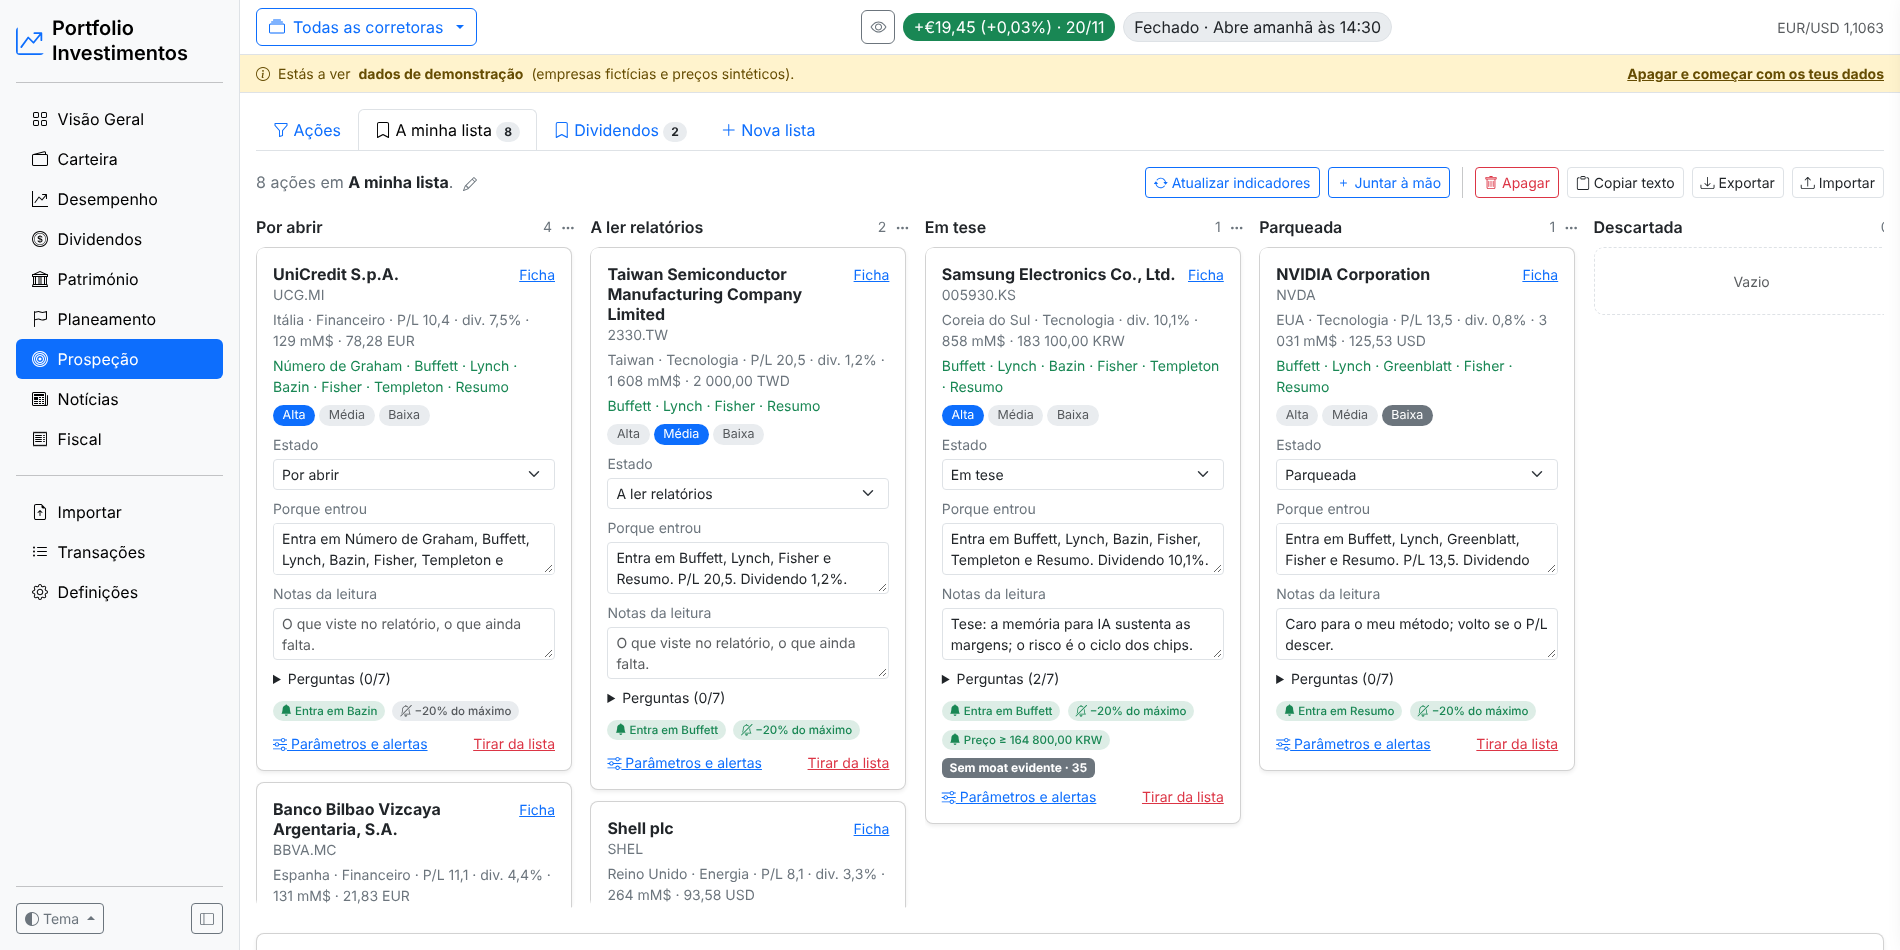 Portfolio
Investimentos
Visão Geral
Carteira
Desempenho
Dividendos
Património
Planeamento
Prospeção
Notícias
Fiscal
Importar
Transações
Definições
Tema
Todas as corretoras
+€19,45 (+0,03%) · 20/11
Fechado · Abre amanhã às 14:30
EUR/USD 1,1063
Estás a ver dados de demonstração (empresas fictícias e preços sintéticos).
Apagar e começar com os teus dados
Ações
A minha lista 8
Dividendos 2
Nova lista
8 ações em A minha lista.
Atualizar indicadores
+ Juntar à mão
Apagar
Copiar texto
Exportar
Importar
Por abrir 4 ···
UniCredit S.p.A. Ficha
UCG.MI
Itália · Financeiro · P/L 10,4 · div. 7,5% ·
129 mM$ · 78,28 EUR
Número de Graham · Buffett · Lynch ·
Bazin · Fisher · Templeton · Resumo
Alta Média Baixa
Estado
Por abrir
Porque entrou
Entra em Número de Graham, Buffett,
Lynch, Bazin, Fisher, Templeton e
Notas da leitura
O que viste no relatório, o que ainda
falta.
Perguntas (0/7)
Entra em Bazin −20% do máximo
Parâmetros e alertas Tirar da lista
Banco Bilbao Vizcaya
Argentaria, S.A. Ficha
BBVA.MC
Espanha · Financeiro · P/L 11,1 · div. 4,4% ·
131 mM$ · 21,83 EUR
A ler relatórios 2 ···
Taiwan Semiconductor
Manufacturing Company
Limited Ficha
2330.TW
Taiwan · Tecnologia · P/L 20,5 · div. 1,2% ·
1 608 mM$ · 2 000,00 TWD
Buffett · Lynch · Fisher · Resumo
Alta Média Baixa
Estado
A ler relatórios
Porque entrou
Entra em Buffett, Lynch, Fisher e
Resumo. P/L 20,5. Dividendo 1,2%.
Notas da leitura
O que viste no relatório, o que ainda
falta.
Perguntas (0/7)
Entra em Buffett −20% do máximo
Parâmetros e alertas Tirar da lista
Shell plc Ficha
SHEL
Reino Unido · Energia · P/L 8,1 · div. 3,3% ·
264 mM$ · 93,58 USD
Em tese 1 ···
Samsung Electronics Co., Ltd. Ficha
005930.KS
Coreia do Sul · Tecnologia · div. 10,1% ·
858 mM$ · 183 100,00 KRW
Buffett · Lynch · Bazin · Fisher · Templeton
· Resumo
Alta Média Baixa
Estado
Em tese
Porque entrou
Entra em Buffett, Lynch, Bazin, Fisher,
Templeton e Resumo. Dividendo 10,1%.
Notas da leitura
Tese: a memória para IA sustenta as
margens; o risco é o ciclo dos chips.
Perguntas (2/7)
Entra em Buffett −20% do máximo
Preço ≥ 164 800,00 KRW
Sem moat evidente · 35
Parâmetros e alertas Tirar da lista
Parqueada 1 ···
NVIDIA Corporation Ficha
NVDA
EUA · Tecnologia · P/L 13,5 · div. 0,8% · 3
031 mM$ · 125,53 USD
Buffett · Lynch · Greenblatt · Fisher ·
Resumo
Alta Média Baixa
Estado
Parqueada
Porque entrou
Entra em Buffett, Lynch, Greenblatt,
Fisher e Resumo. P/L 13,5. Dividendo
Notas da leitura
Caro para o meu método; volto se o P/L
descer.
Perguntas (0/7)
Entra em Resumo −20% do máximo
Parâmetros e alertas Tirar da lista
Descartada
Vazio